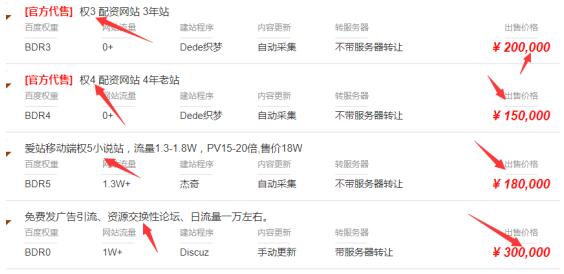 [官方代售] 权3 配资网站 3年站
百度权重 网站流量 建站程序 内容更新 转服务器 出售价格
BDR3 0+ Dede织梦 自动采集 不带服务器转让 ¥ 200,000
[官方代售] 权4 配资网站 4年老站
百度权重 网站流量 建站程序 内容更新 转服务器 出售价格
BDR4 0+ Dede织梦 自动采集 不带服务器转让 ¥ 150,000
爱站移动端权5小说站，流量1.3-1.8W，PV15-20倍,售价18W
百度权重 网站流量 建站程序 内容更新 转服务器 出售价格
BDR5 1.3W+ 杰奇 自动采集 不带服务器转让 ¥ 180,000
免费发广告引流、资源交换性论坛、日流量一万左右。
百度权重 网站流量 建站程序 内容更新 转服务器 出售价格
BDR0 1W+ Discuz 手动更新 带服务器转让 ¥ 300,000